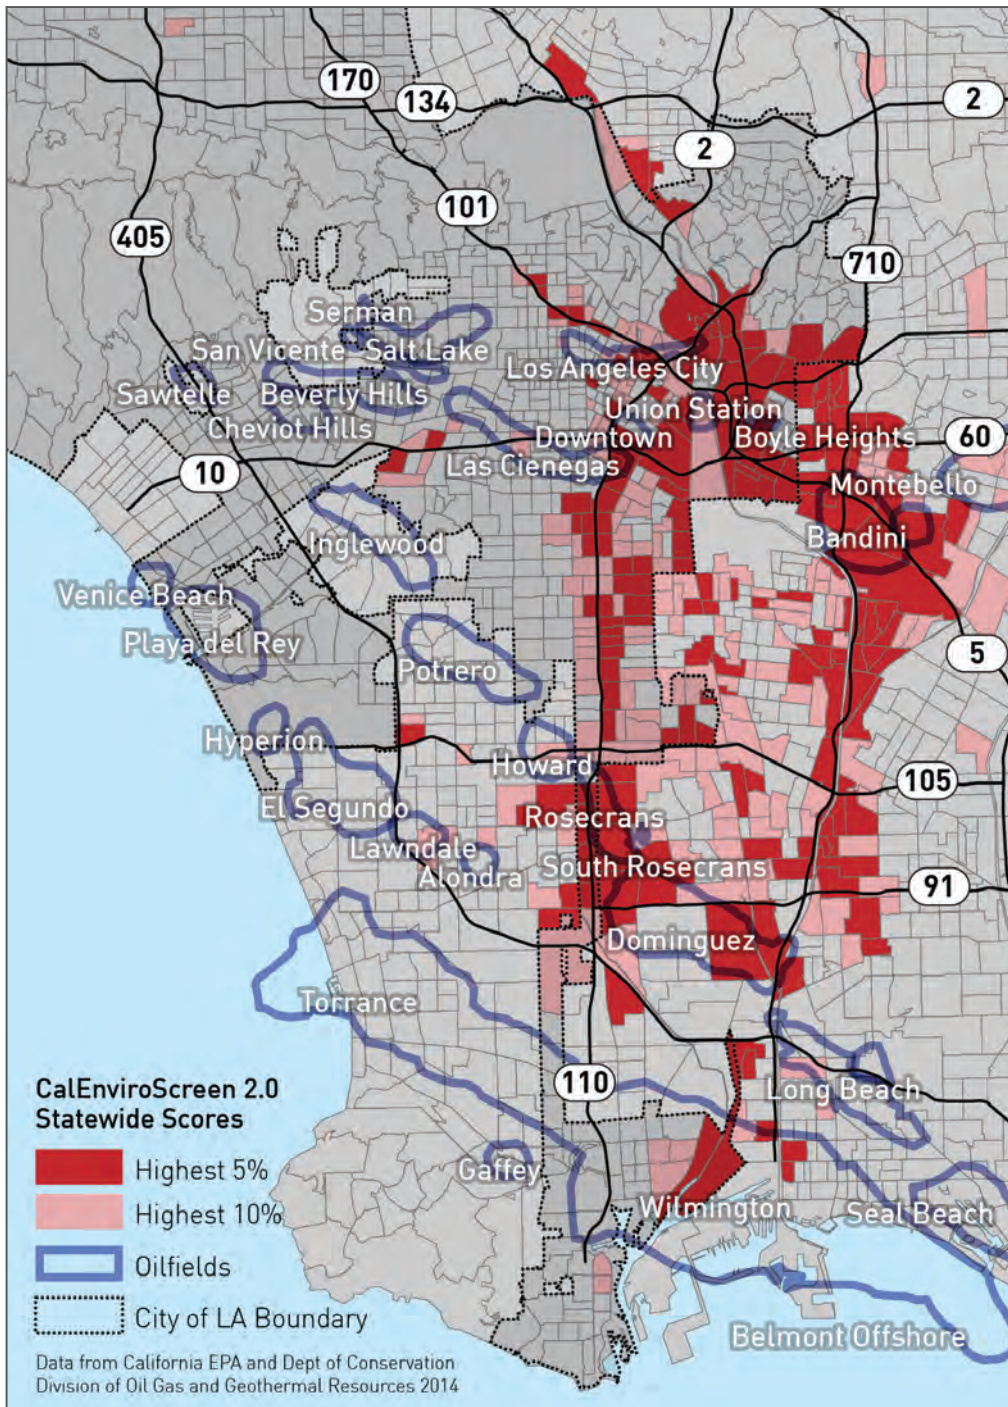 170
134
2
2
101
405
710
Serman
San Vicente
Salt Lake
Los Angeles City
Sawtelle
Beverly Hills
Union Station
Cheviot Hills
Downtown
Boyle Heights
60
10
Las Cienegas
Montebello
Inglewood
Bandini
Venice Beach
Playa del Rey
Potrero
5
Hyperion
Howard
105
El Segundo
Rosecrans
Lawndale
Alondra
South Rosecrans
91
Dominguez
Torrance
110
Long Beach
Gaffey
Wilmington
Seal Beach
Belmont Offshore
CalEnviroScreen 2.0
Statewide Scores
Highest 5%
Highest 10%
Oilfields
City of LA Boundary
Data from California EPA and Dept of Conservation
Division of Oil Gas and Geothermal Resources 2014